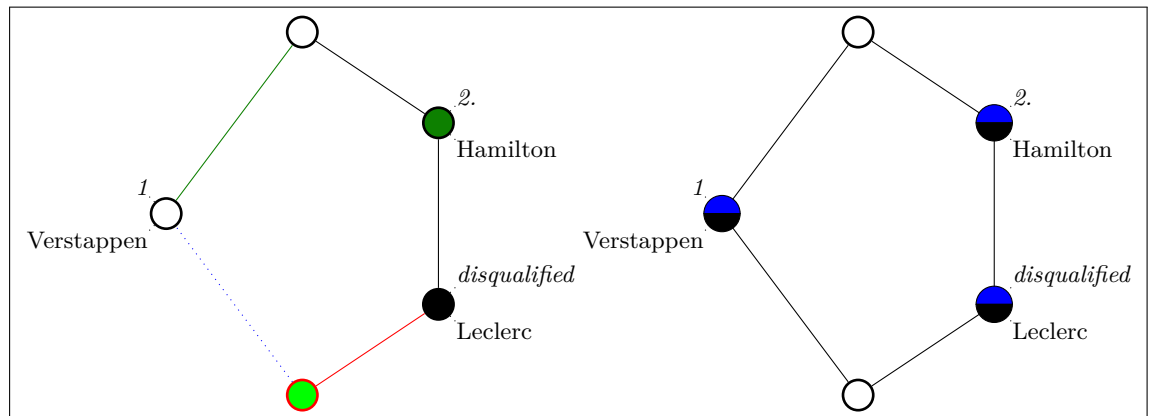 2.
Hamilton
1
Verstappen
disqualified
Leclerc
2.
Hamilton
1
Verstappen
disqualified
Leclerc